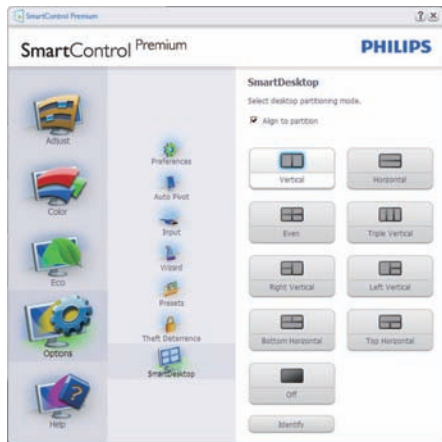 SmartControl Premium
SmartControl Premium
PHILIPS
Adjust
Color
Eco
Options
Help
Preferences
Auto Pivot
Input
Wizard
Presets
Theft Deterrence
SmartDesktop
SmartDesktop
Select desktop partitioning mode.
Align to partition
Vertical
Horizontal
Even
Triple Vertical
Right Vertical
Left Vertical
Bottom Horizontal
Top Horizontal
Off
Identify